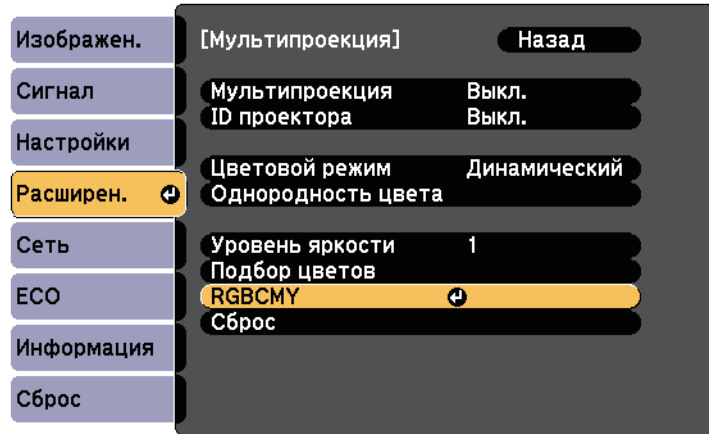 Изображен.
Сигнал
Настройки
Расширен.
Сеть
ECO
Информация
Сброс
[Мультипроекция] Назад
Мультипроекция Выкл.
ID проектора Выкл.
Цветовой режим Динамический
Однородность цвета
Уровень яркости 1
Подбор цветов
RGBCMY
Сброс